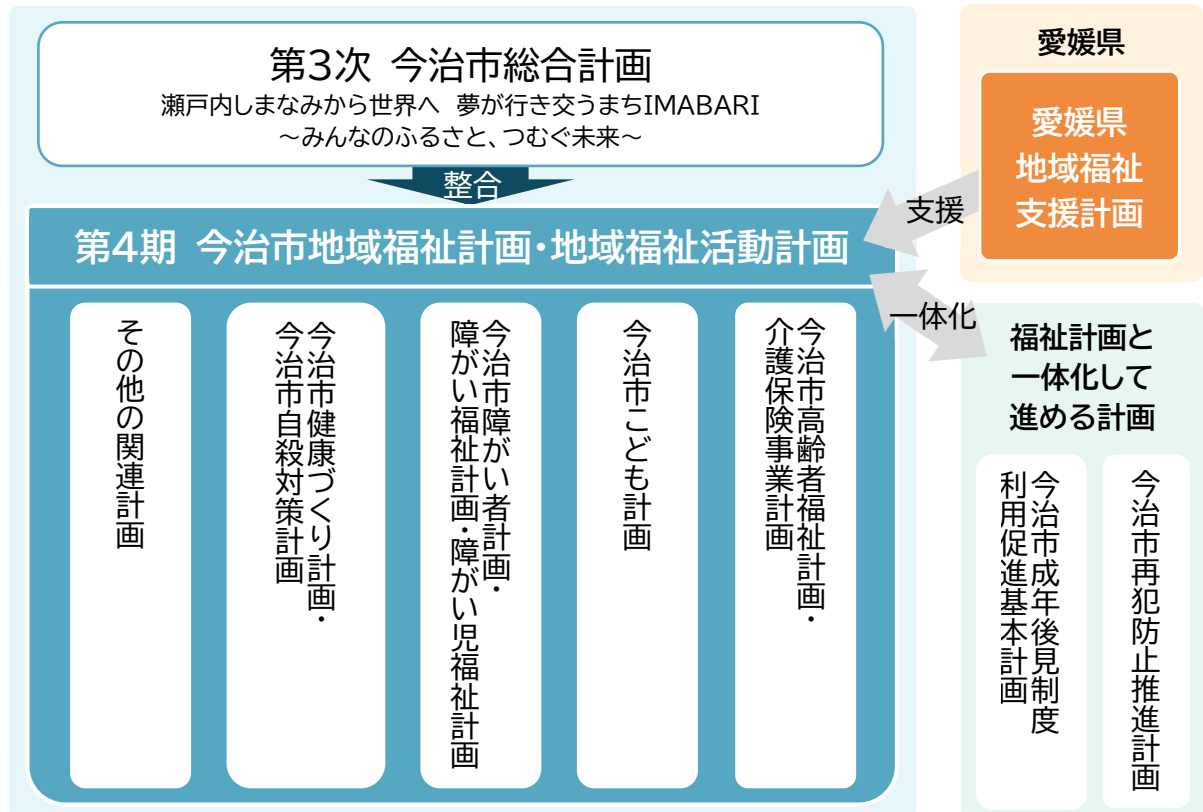 第3次 今治市総合計画
瀬戸内しまなみから世界へ 夢が行き交うまちIMABARI
～みんなのふるさと、つむぐ未来～
整合
第4期 今治市地域福祉計画・地域福祉活動計画
今治市高齢者福祉計画・
介護保険事業計画
今治市こども計画
今治市障がい者計画・
障がい福祉計画・障がい児福祉計画
今治市健康づくり計画・
今治市自殺対策計画
その他の関連計画
愛媛県
愛媛県
地域福祉
支援計画
支援
一体化
福祉計画と
一体化して
進める計画
今治市再犯防止推進計画
今治市成年後見制度
利用促進基本計画